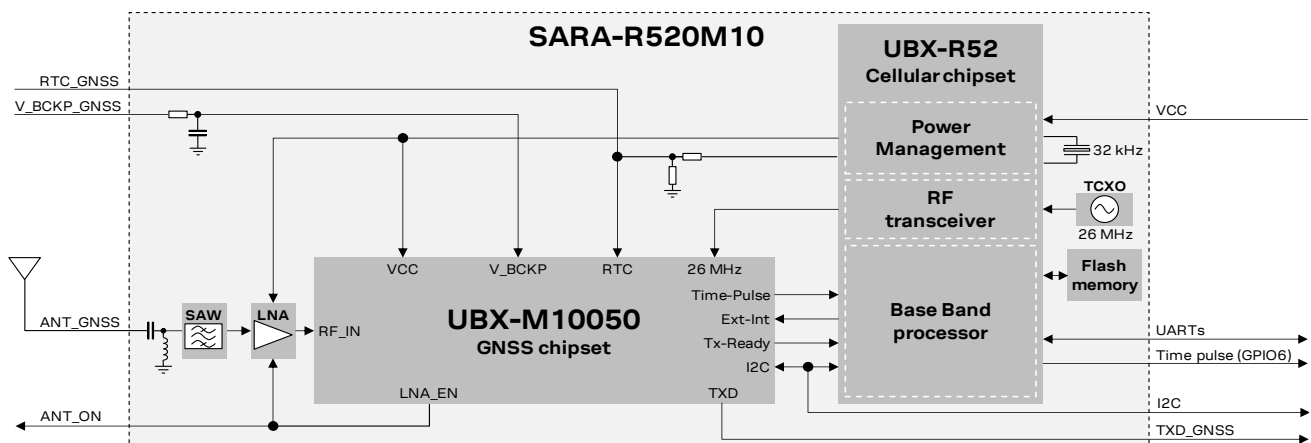 SARA-R520M10
UBX-R52
Cellular chipset
RTC_GNSS
V_BCKP_GNSS
VCC
Power
Management
32 kHz
TCXO
RF
transceiver
26 MHz
VCC
V_BCKP
RTC
26 MHz
Flash
memory
Time-Pulse
ANT_GNSS
SAW
LNA
RF_IN
UBX-M10050
GNSS chipset
Ext-Int
Base Band
processor
Tx-Ready
UARTs
I2C
Time pulse (GPIO6)
LNA_EN
TXD
ANT_ON
I2C
TXD_GNSS